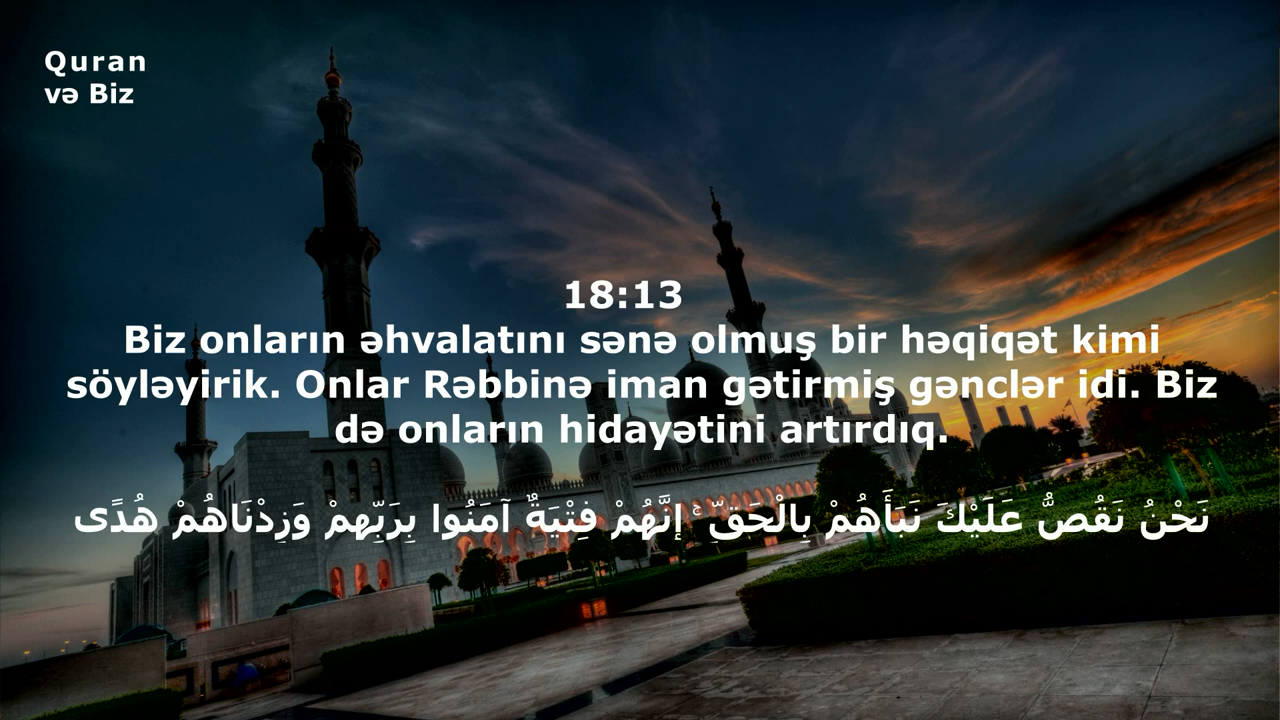 Quran
və Biz
18:13
Biz onların əhvalatını sənə olmuş bir həqiqət kimi
söyləyirik. Onlar Rəbbinə iman gətirmiş gənclər idi. Biz
də onların hidayətini artırdıq.
نَحْنُ نَقُصُّ عَلَيْكَ نَبَأَهُمْ بِالْحَقِّ ۚ إِنَّهُمْ فِتْيَةٌ آمَنُوا بِرَبِّهِمْ وَزِدْنَاهُمْ هُدًى